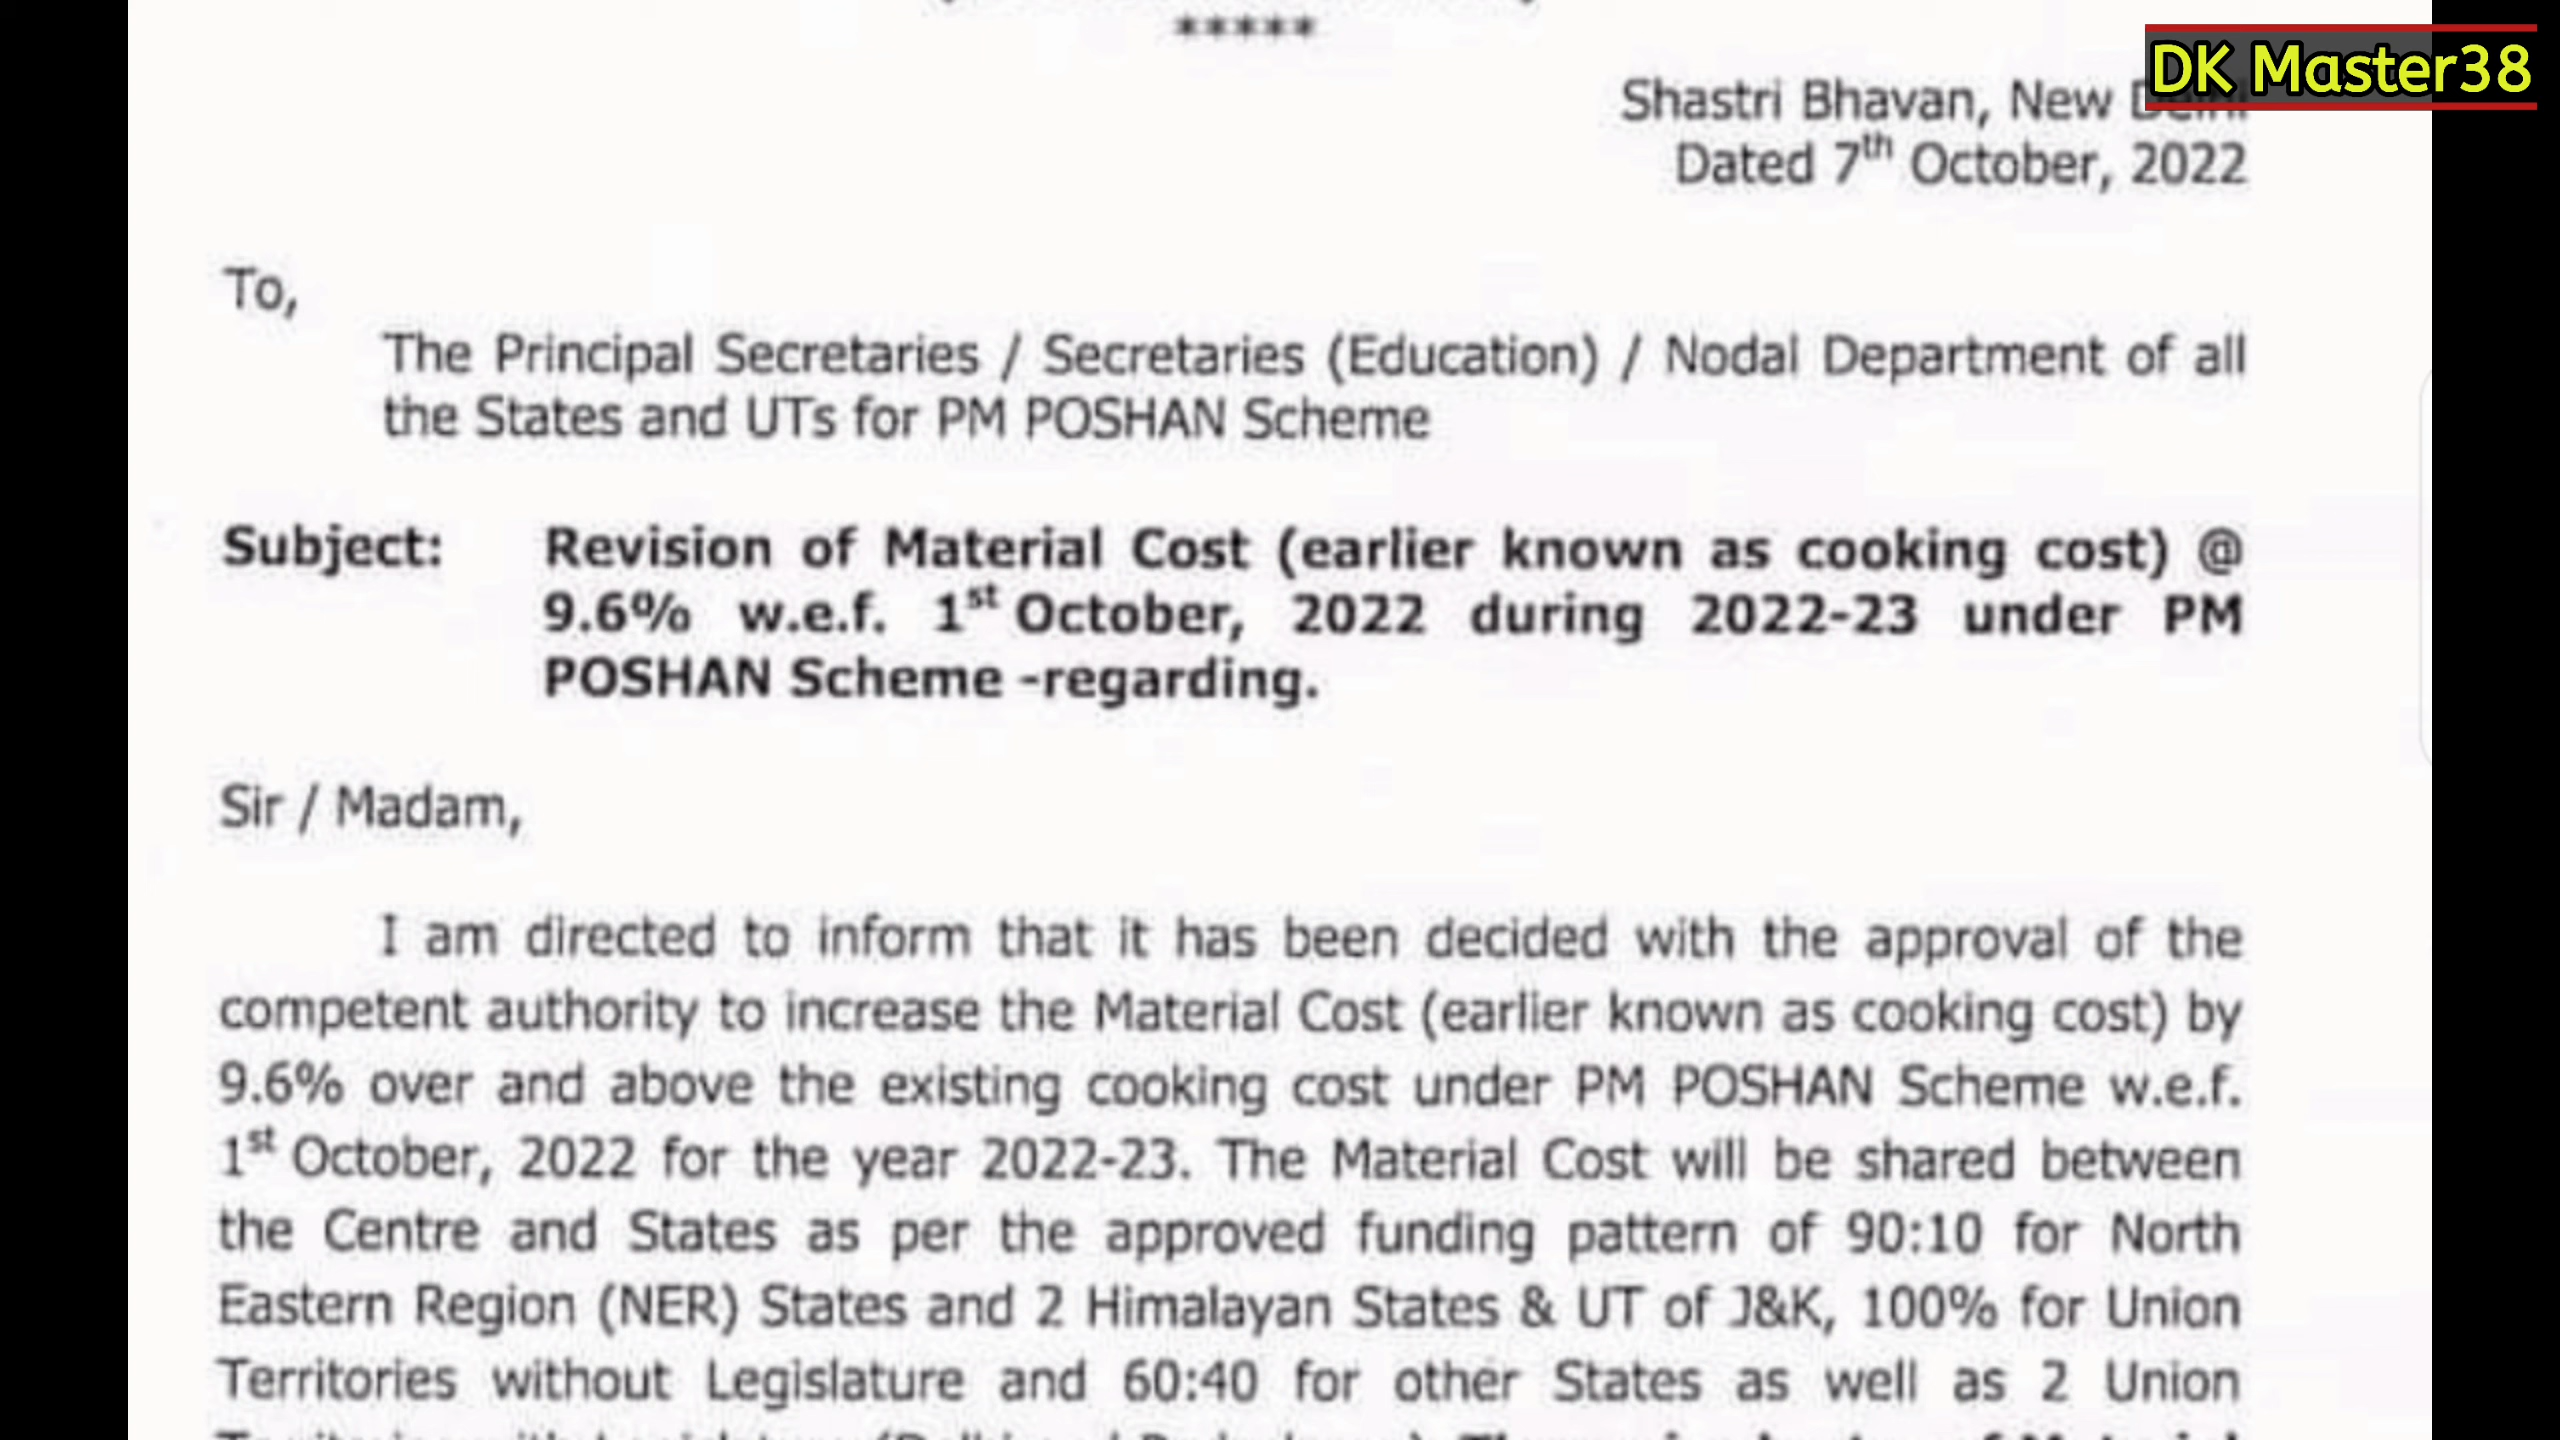 *****
DK Master38
Shastri Bhavan, New Delhi
Dated 7th October, 2022
To,
The Principal Secretaries / Secretaries (Education) / Nodal Department of all
the States and UTs for PM POSHAN Scheme
Subject: Revision of Material Cost (earlier known as cooking cost) @
9.6% w.e.f. 1st October, 2022 during 2022-23 under PM
POSHAN Scheme -regarding.
Sir / Madam,
I am directed to inform that it has been decided with the approval of the
competent authority to increase the Material Cost (earlier known as cooking cost) by
9.6% over and above the existing cooking cost under PM POSHAN Scheme w.e.f.
1st October, 2022 for the year 2022-23. The Material Cost will be shared between
the Centre and States as per the approved funding pattern of 90:10 for North
Eastern Region (NER) States and 2 Himalayan States & UT of J&K, 100% for Union
Territories without Legislature and 60:40 for other States as well as 2 Union